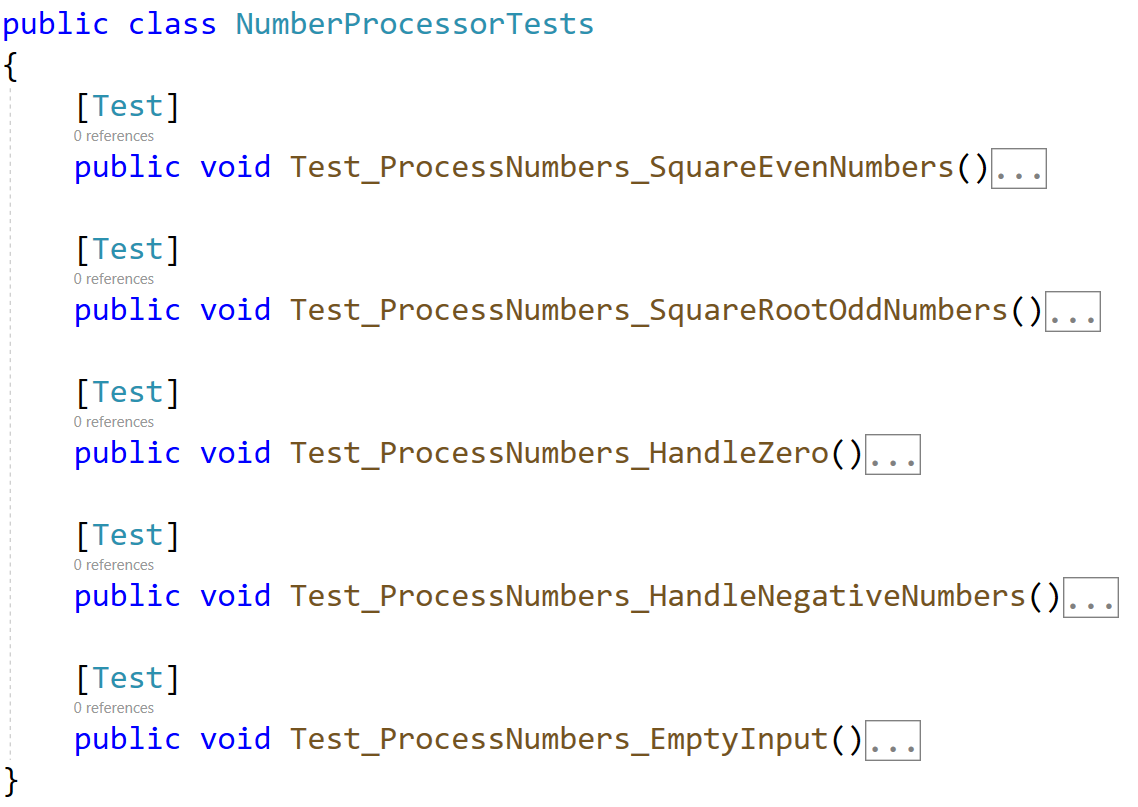 public class NumberProcessorTests
{
[Test]
0 references
public void Test_ProcessNumbers_SquareEvenNumbers()...
[Test]
0 references
public void Test_ProcessNumbers_SquareRootOddNumbers()...
[Test]
0 references
public void Test_ProcessNumbers_HandleZero()...
[Test]
0 references
public void Test_ProcessNumbers_HandleNegativeNumbers()...
[Test]
0 references
public void Test_ProcessNumbers_EmptyInput()...
}